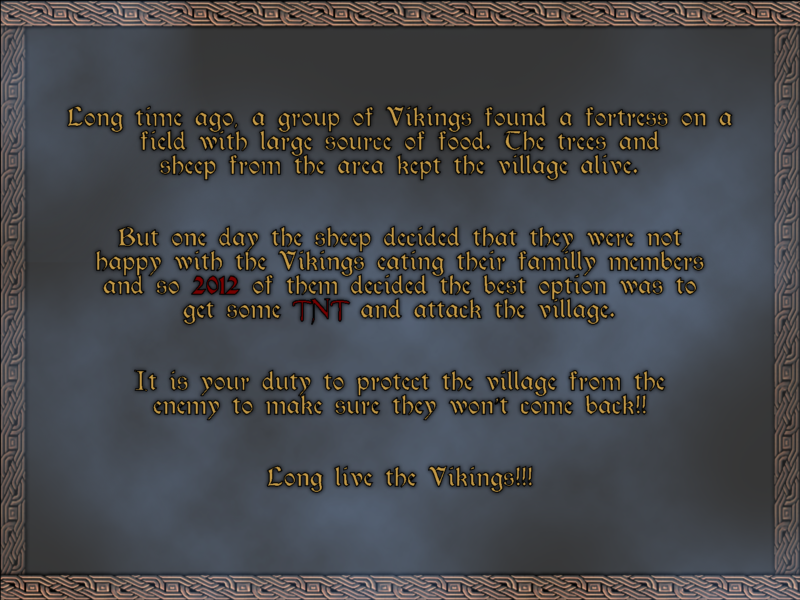 Long time ago, a group of Vikings found a fortress on a
field with large source of food. The trees and
sheep from the area kept the village alive.
But one day the sheep decided that they were not
happy with the Vikings eating their familly members
and so 2012 of them decided the best option was to
get some TNT and attack the village.
It is your duty to protect the village from the
enemy to make sure they won't come back!!
Long live the Vikings!!!